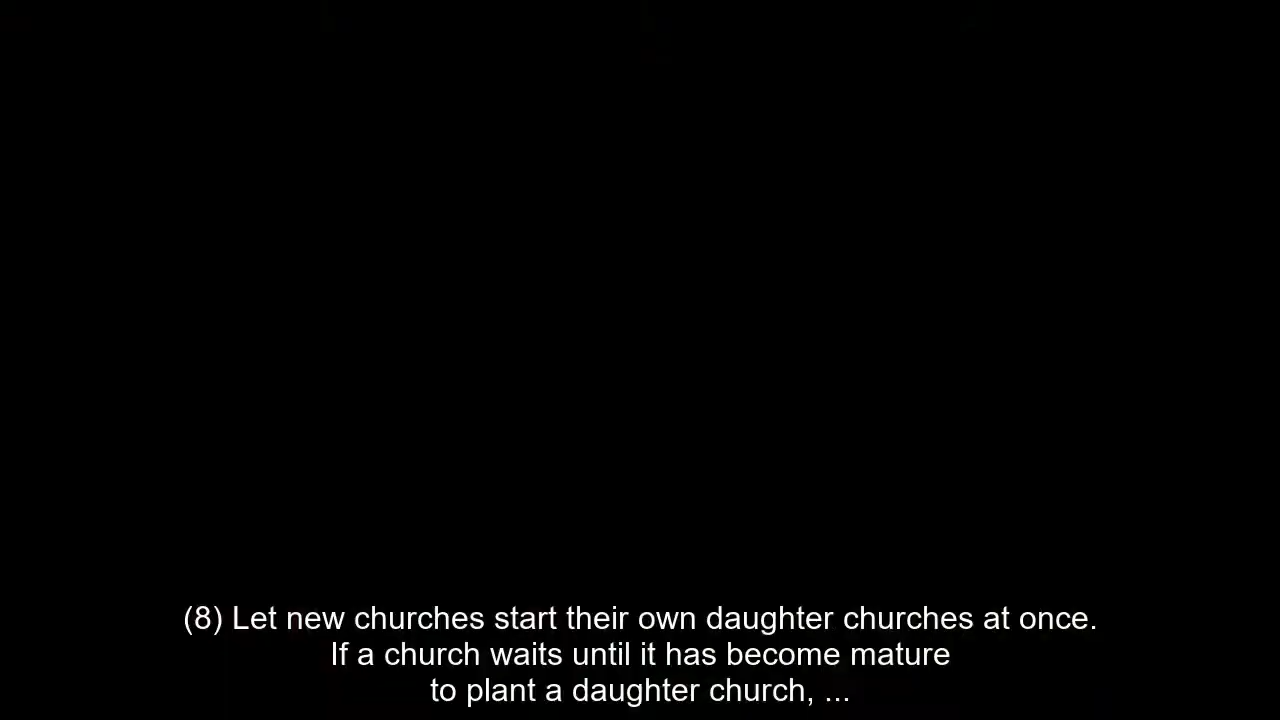 (8) Let new churches start their own daughter churches at once.
If a church waits until it has become mature
to plant a daughter church, ...